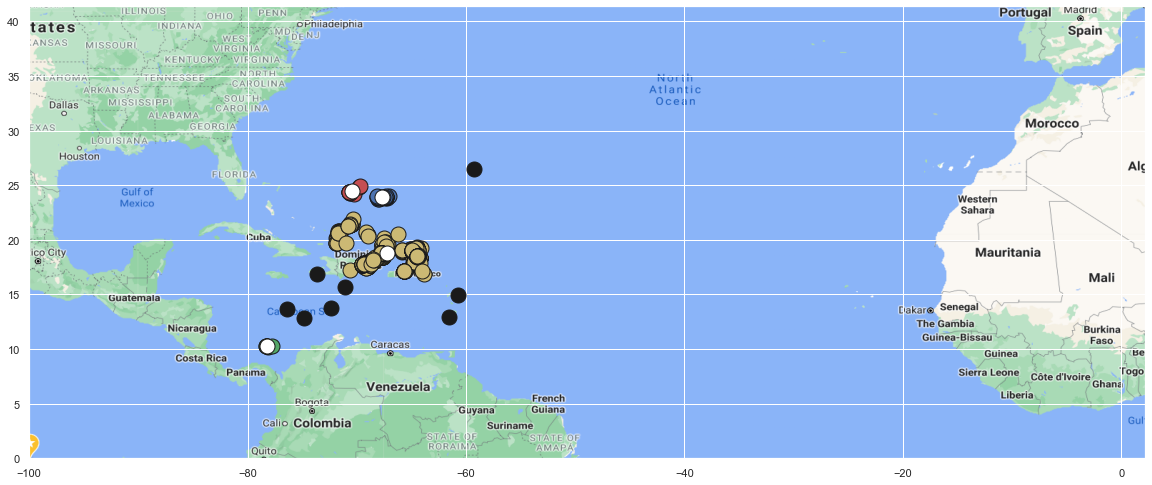 ILLINOIS
OHIO
PENN
Philadelphia
tates
INDIANA
MD
DE
NJ
KANSAS
MISSOURI
WEST
VIRGINIA
KENTUCKY
VIRGINIA
OKLAHOMA
TENNESSEE
NORTH
CAROLINA
ARKANSAS
MISSISSIPPI
SOUTH
CAROLINA
Dallas
ALABAMA
GEORGIA
EXAS
LOUISIANA
Houston
FLORIDA
Gulf of
Mexico
Cuba
ico City
Guatemala
Nicaragua
Costa Rica
Panama
Caracas
Venezuela
Bogota
Cali
Colombia
Quito
Guyana
French
Guiana
Suriname
STATE OF
RORAIMA
STATE OF
AMAPA
North
Atlantic
Ocean
Portugal
Madrid
Spain
Morocco
Alg
Western
Sahara
Mauritania
Mali
Dakar
Senegal
The Gambia
Guinea-Bissau
Burkina
Faso
Guinea
Be
Sierra Leone
Côte d'Ivoire
Togo
Ghana
Liberia
Gulf
40
35
30
25
20
15
10
5
0
−100
−80
−60
−40
−20
0